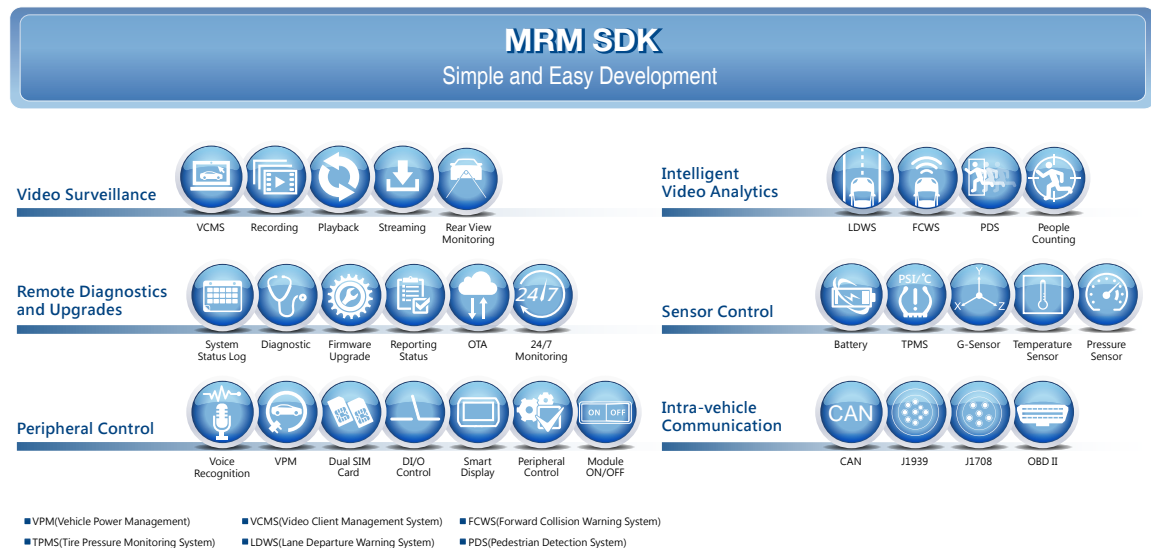 MRM SDK
Simple and Easy Development
Video Surveillance
VCMS
Recording
Playback
Streaming
Rear View
Monitoring
Intelligent
Video Analytics
LDWS
FCWS
PDS
People
Counting
Remote Diagnostics
and Upgrades
24/7
System
Status Log
Diagnostic
Firmware
Upgrade
Reporting
Status
OTA
24/7
Monitoring
Sensor Control
PSI/°C
Y
X
Z
Battery
TPMS
G-Sensor
Temperature
Sensor
Pressure
Sensor
Peripheral Control
ON OFF
Voice
Recognition
VPM
Dual SIM
Card
DI/O
Control
Smart
Display
Peripheral
Control
Module
ON/OFF
Intra-vehicle
Communication
CAN
CAN
J1939
J1708
OBD II
VPM(Vehicle Power Management)
VCMS(Video Client Management System)
FCWS(Forward Collision Warning System)
TPMS(Tire Pressure Monitoring System)
LDWS(Lane Departure Warning System)
PDS(Pedestrian Detection System)